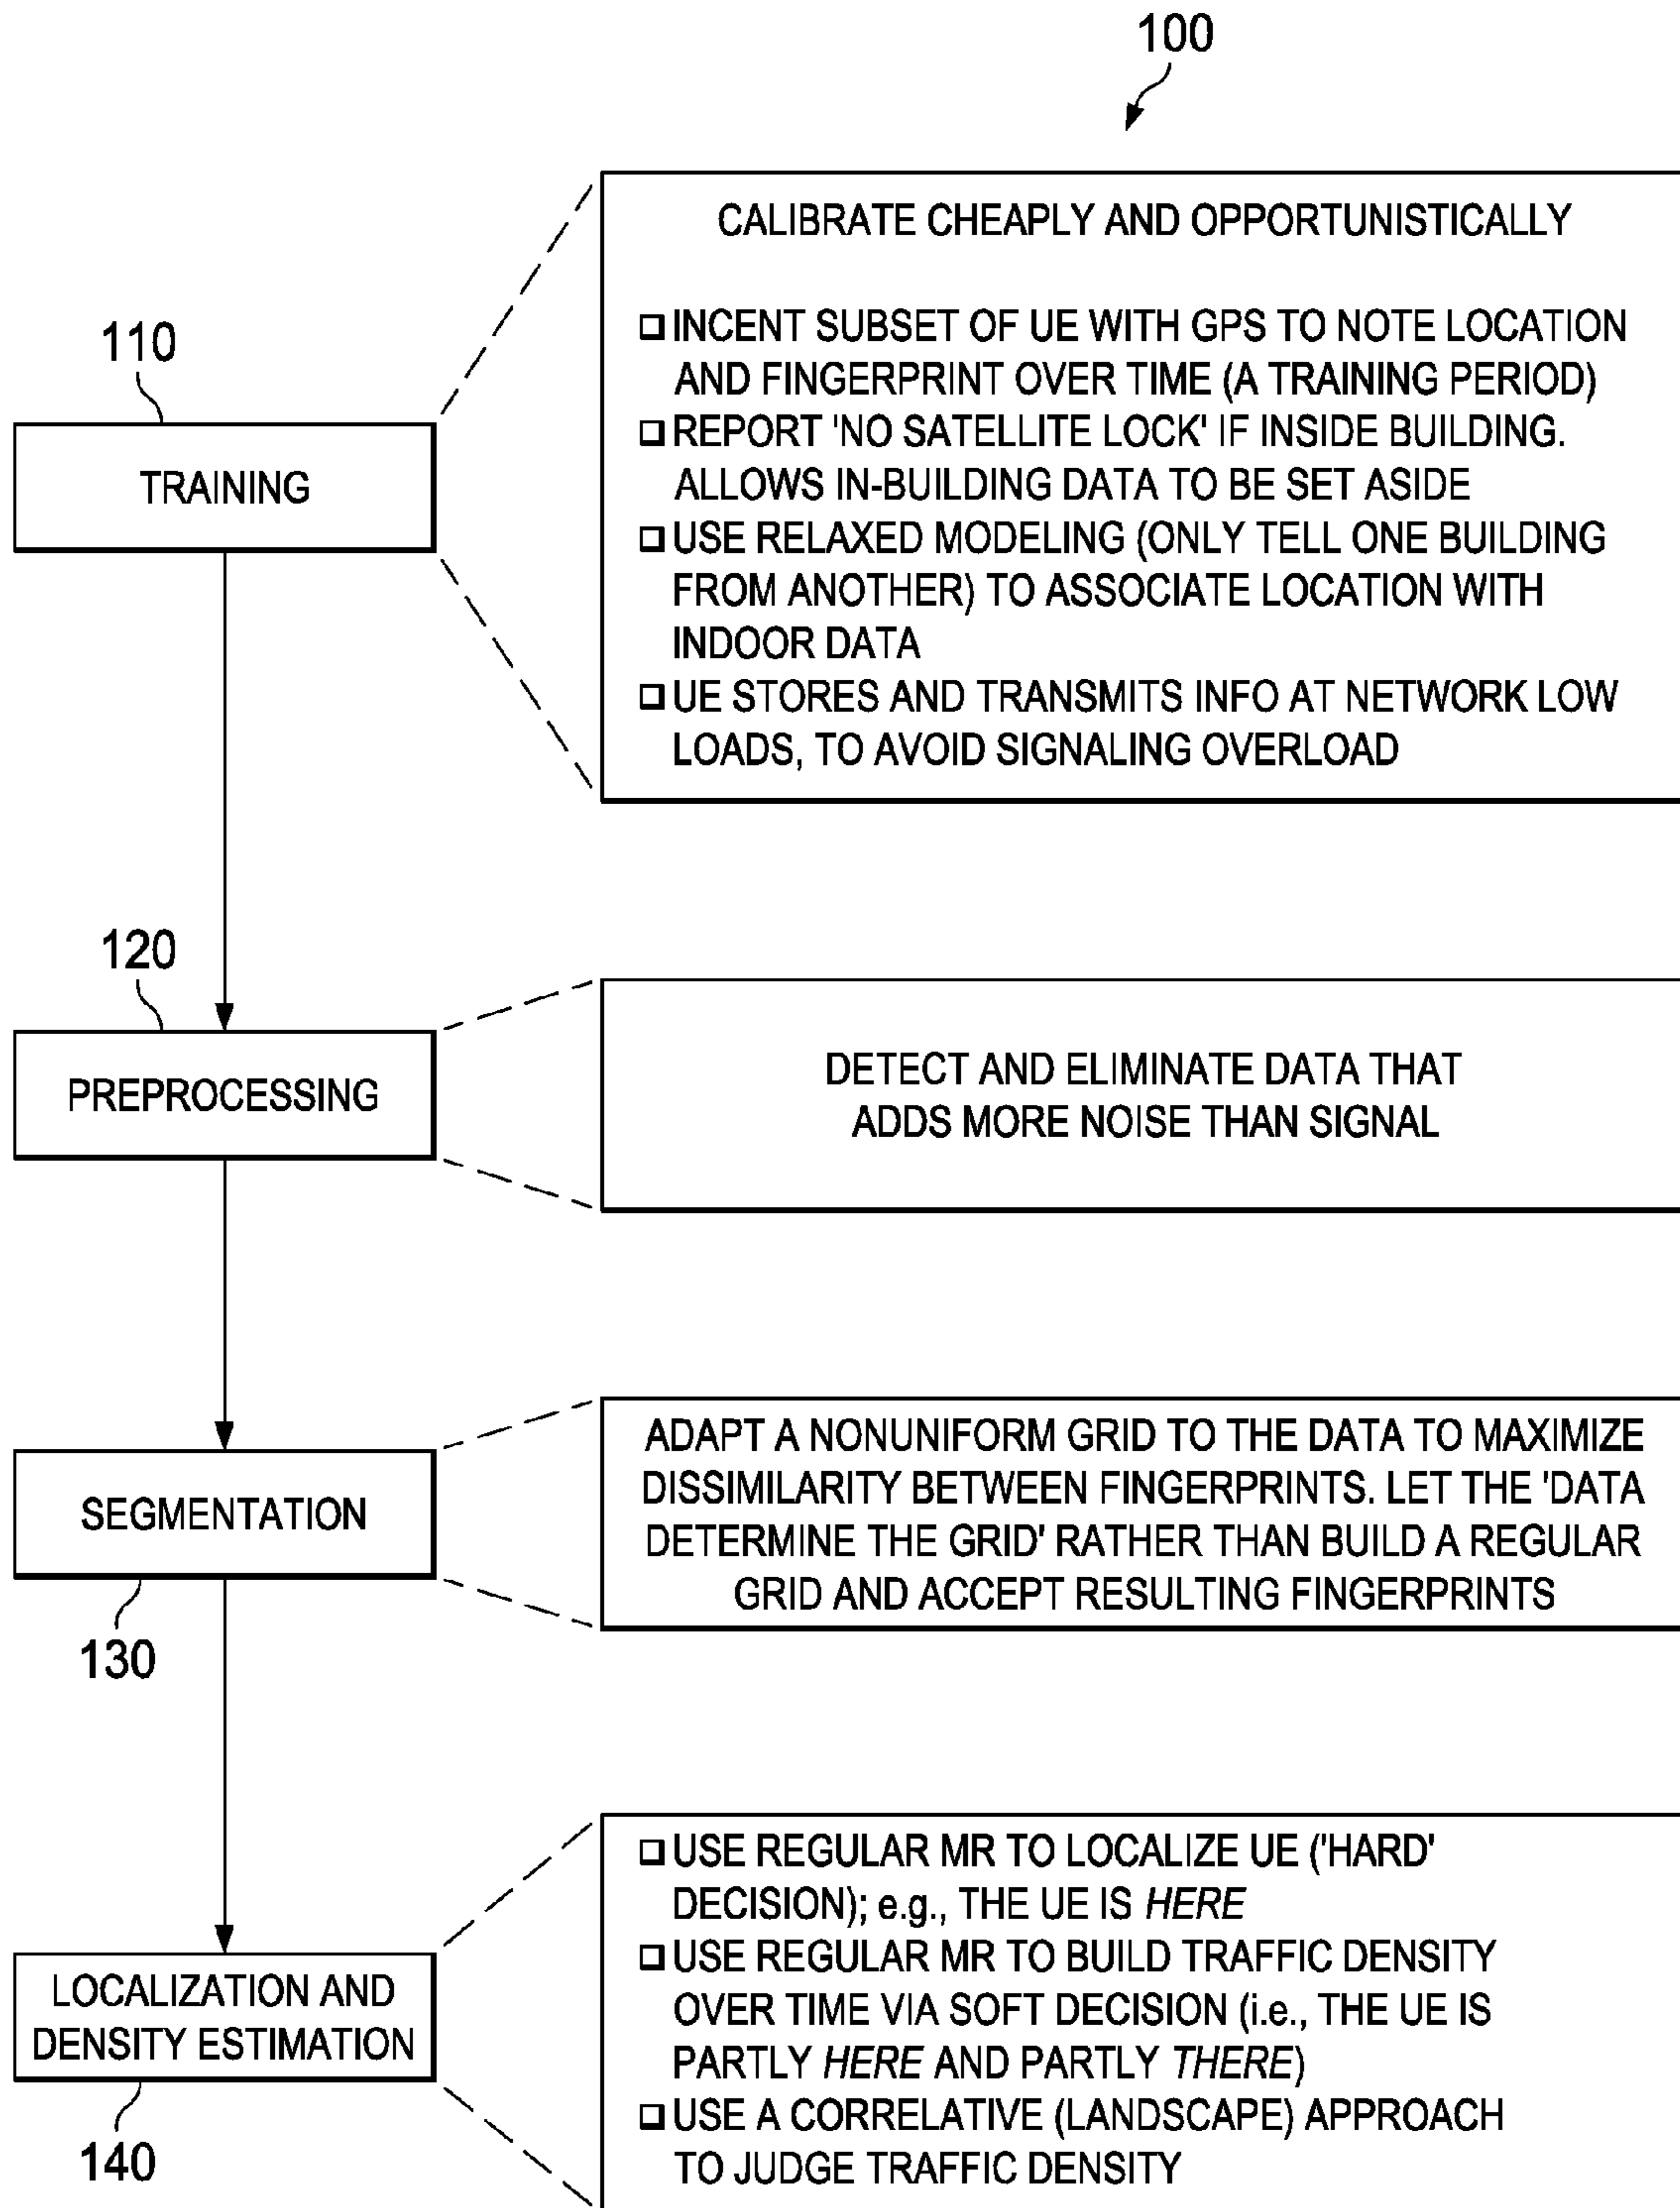 100
110
TRAINING
CALIBRATE CHEAPLY AND OPPORTUNISTICALLY
❑ INCENT SUBSET OF UE WITH GPS TO NOTE LOCATION
AND FINGERPRINT OVER TIME (A TRAINING PERIOD)
❑ REPORT 'NO SATELLITE LOCK' IF INSIDE BUILDING.
ALLOWS IN-BUILDING DATA TO BE SET ASIDE
❑ USE RELAXED MODELING (ONLY TELL ONE BUILDING
FROM ANOTHER) TO ASSOCIATE LOCATION WITH
INDOOR DATA
❑ UE STORES AND TRANSMITS INFO AT NETWORK LOW
LOADS, TO AVOID SIGNALING OVERLOAD
120
PREPROCESSING
DETECT AND ELIMINATE DATA THAT
ADDS MORE NOISE THAN SIGNAL
SEGMENTATION
130
ADAPT A NONUNIFORM GRID TO THE DATA TO MAXIMIZE
DISSIMILARITY BETWEEN FINGERPRINTS. LET THE 'DATA
DETERMINE THE GRID' RATHER THAN BUILD A REGULAR
GRID AND ACCEPT RESULTING FINGERPRINTS
LOCALIZATION AND
DENSITY ESTIMATION
140
❑ USE REGULAR MR TO LOCALIZE UE ('HARD'
DECISION); e.g., THE UE IS HERE
❑ USE REGULAR MR TO BUILD TRAFFIC DENSITY
OVER TIME VIA SOFT DECISION (i.e., THE UE IS
PARTLY HERE AND PARTLY THERE)
❑ USE A CORRELATIVE (LANDSCAPE) APPROACH
TO JUDGE TRAFFIC DENSITY